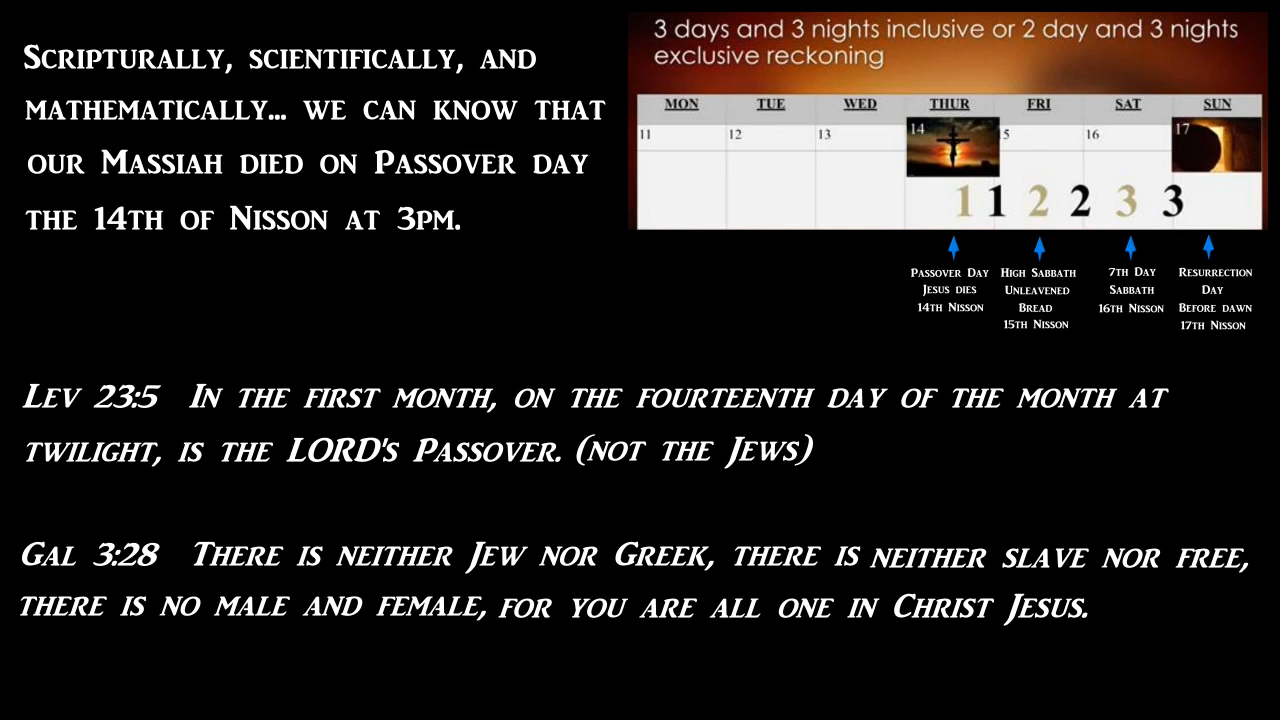 Scripturally, scientifically, and
mathematically... we can know that
our Massiah died on Passover day
the 14th of Nisson at 3pm.
3 days and 3 nights inclusive or 2 day and 3 nights
exclusive reckoning
MON TUE WED THUR FRI SAT SUN
11 12 13 14 15 16 17
1 1 2 2 3 3
Passover Day
Jesus dies
14th Nisson
High Sabbath
Unleavened
Bread
15th Nisson
7th Day
Sabbath
16th Nisson
Resurrection
Day
Before dawn
17th Nisson
Lev 23:5 In the first month, on the fourteenth day of the month at
twilight, is the LORD's Passover. (not the Jews)
Gal 3:28 There is neither Jew nor Greek, there is neither slave nor free,
there is no male and female, for you are all one in Christ Jesus.